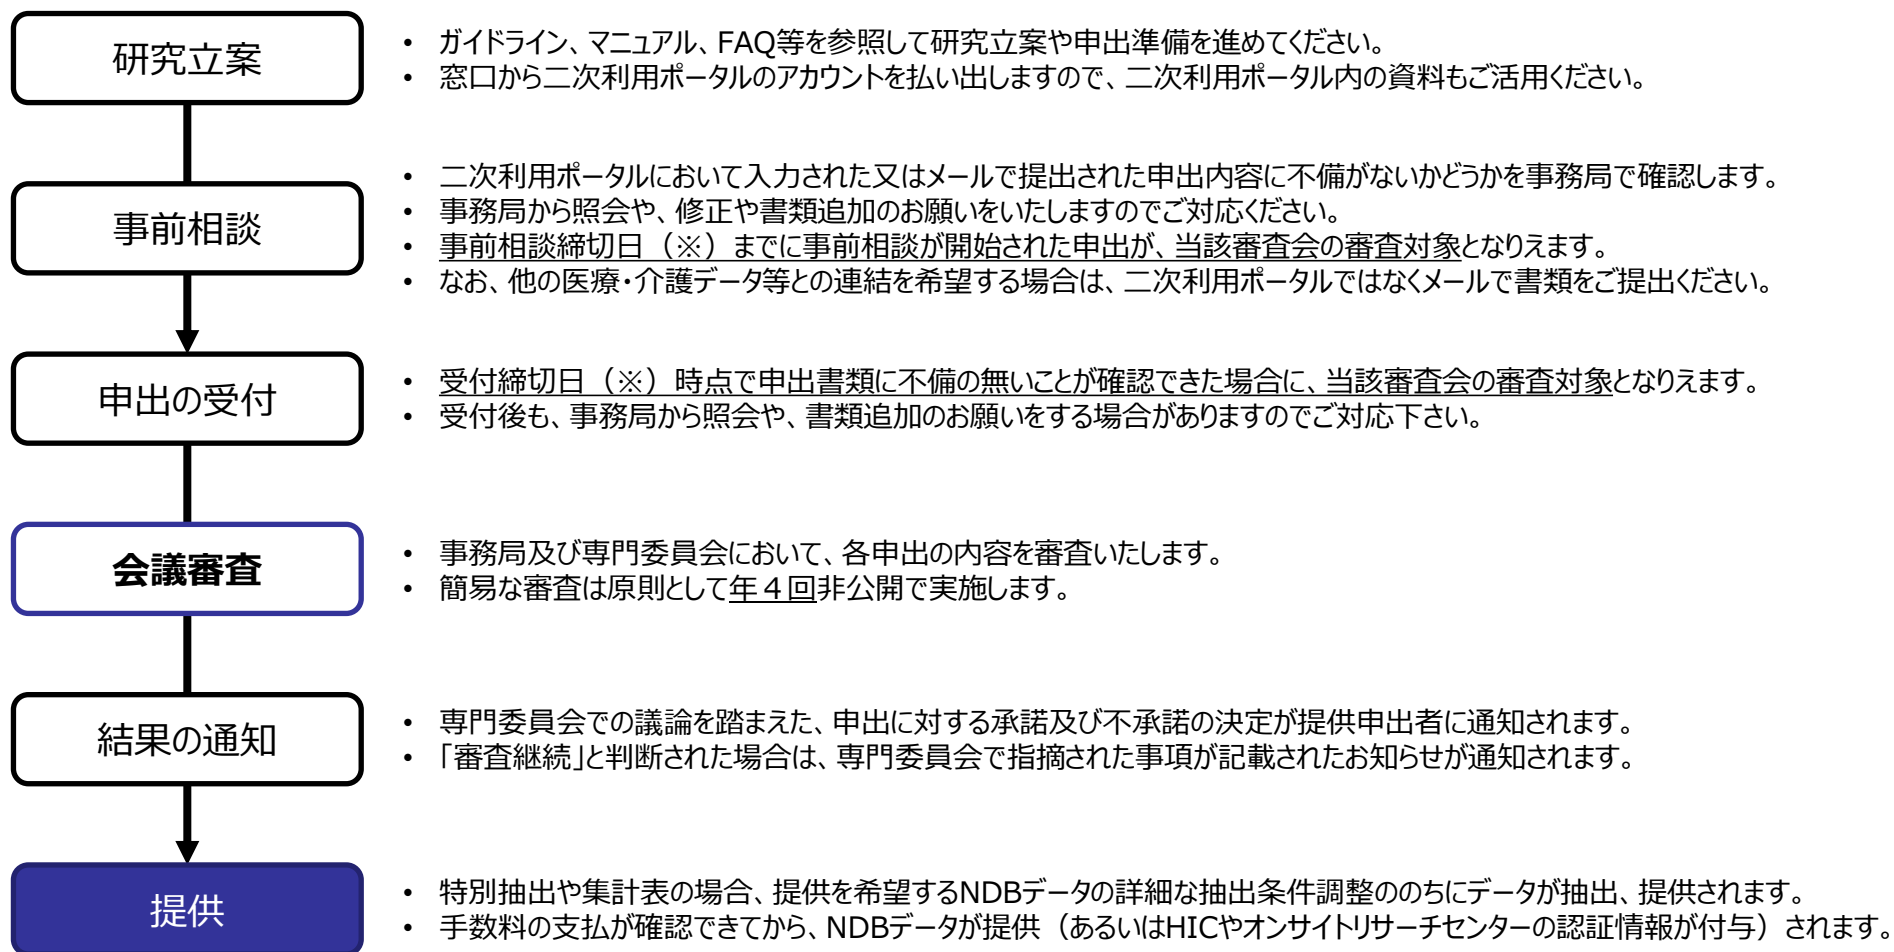 研究立案
• ガイドライン、マニュアル、FAQ等を参照して研究立案や申出準備を進めてください。
• 窓口から二次利用ポータルのアカウントを払い出しますので、二次利用ポータル内の資料もご活用ください。
事前相談
• 二次利用ポータルにおいて入力された又はメールで提出された申出内容に不備がないかどうかを事務局で確認します。
• 事務局から照会や、修正や書類追加のお願いをいたしますのでご対応ください。
• 事前相談締切日（※）までに事前相談が開始された申出が、当該審査会の審査対象となりえます。
• なお、他の医療・介護データ等との連結を希望する場合は、二次利用ポータルではなくメールで書類をご提出ください。
申出の受付
• 受付締切日（※）時点で申出書類に不備の無いことが確認できた場合に、当該審査会の審査対象となりえます。
• 受付後も、事務局から照会や、書類追加のお願いをする場合がありますのでご対応下さい。
会議審査
• 事務局及び専門委員会において、各申出の内容を審査いたします。
• 簡易な審査は原則として年４回非公開で実施します。
結果の通知
• 専門委員会での議論を踏まえた、申出に対する承諾及び不承諾の決定が提供申出者に通知されます。
• 「審査継続」と判断された場合は、専門委員会で指摘された事項が記載されたお知らせが通知されます。
提供
• 特別抽出や集計表の場合、提供を希望するNDBデータの詳細な抽出条件調整ののちにデータが抽出、提供されます。
• 手数料の支払が確認できてから、NDBデータが提供（あるいはHICやオンサイトリサーチセンターの認証情報が付与）されます。